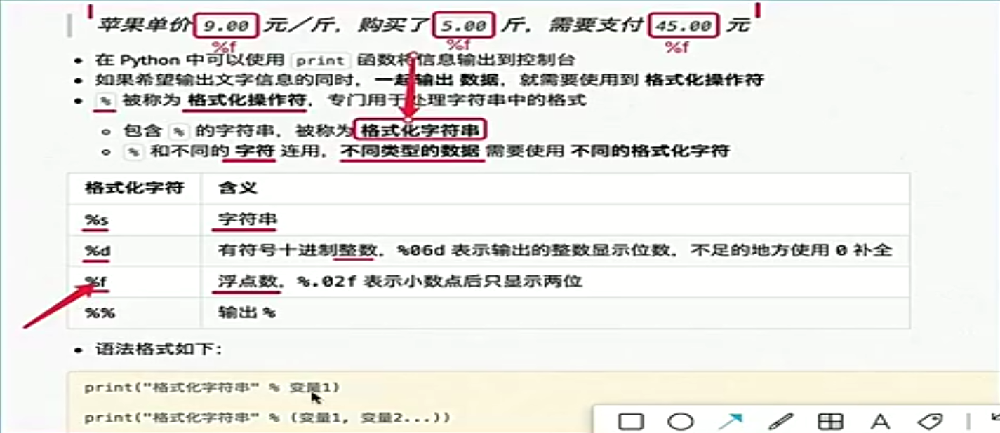 苹果单价 9.00 元／斤，购买了 5.00 斤，需要支付 45.00 元
%f %f %f
在 Python 中可以使用 print 函数将信息输出到控制台
如果希望输出文字信息的同时，一起输出 数据，就需要使用到 格式化操作符
% 被称为 格式化操作符，专门用于处理字符串中的格式
包含 % 的字符串，被称为 格式化字符串
% 和不同的 字符 连用，不同类型的数据 需要使用 不同的格式化字符
格式化字符 含义
%s 字符串
%d 有符号十进制整数，%06d 表示输出的整数显示位数，不足的地方使用 0 补全
%f 浮点数，%.02f 表示小数点后只显示两位
%% 输出 %
语法格式如下：
print("格式化字符串" % 变量1)
print("格式化字符串" % (变量1, 变量2...))